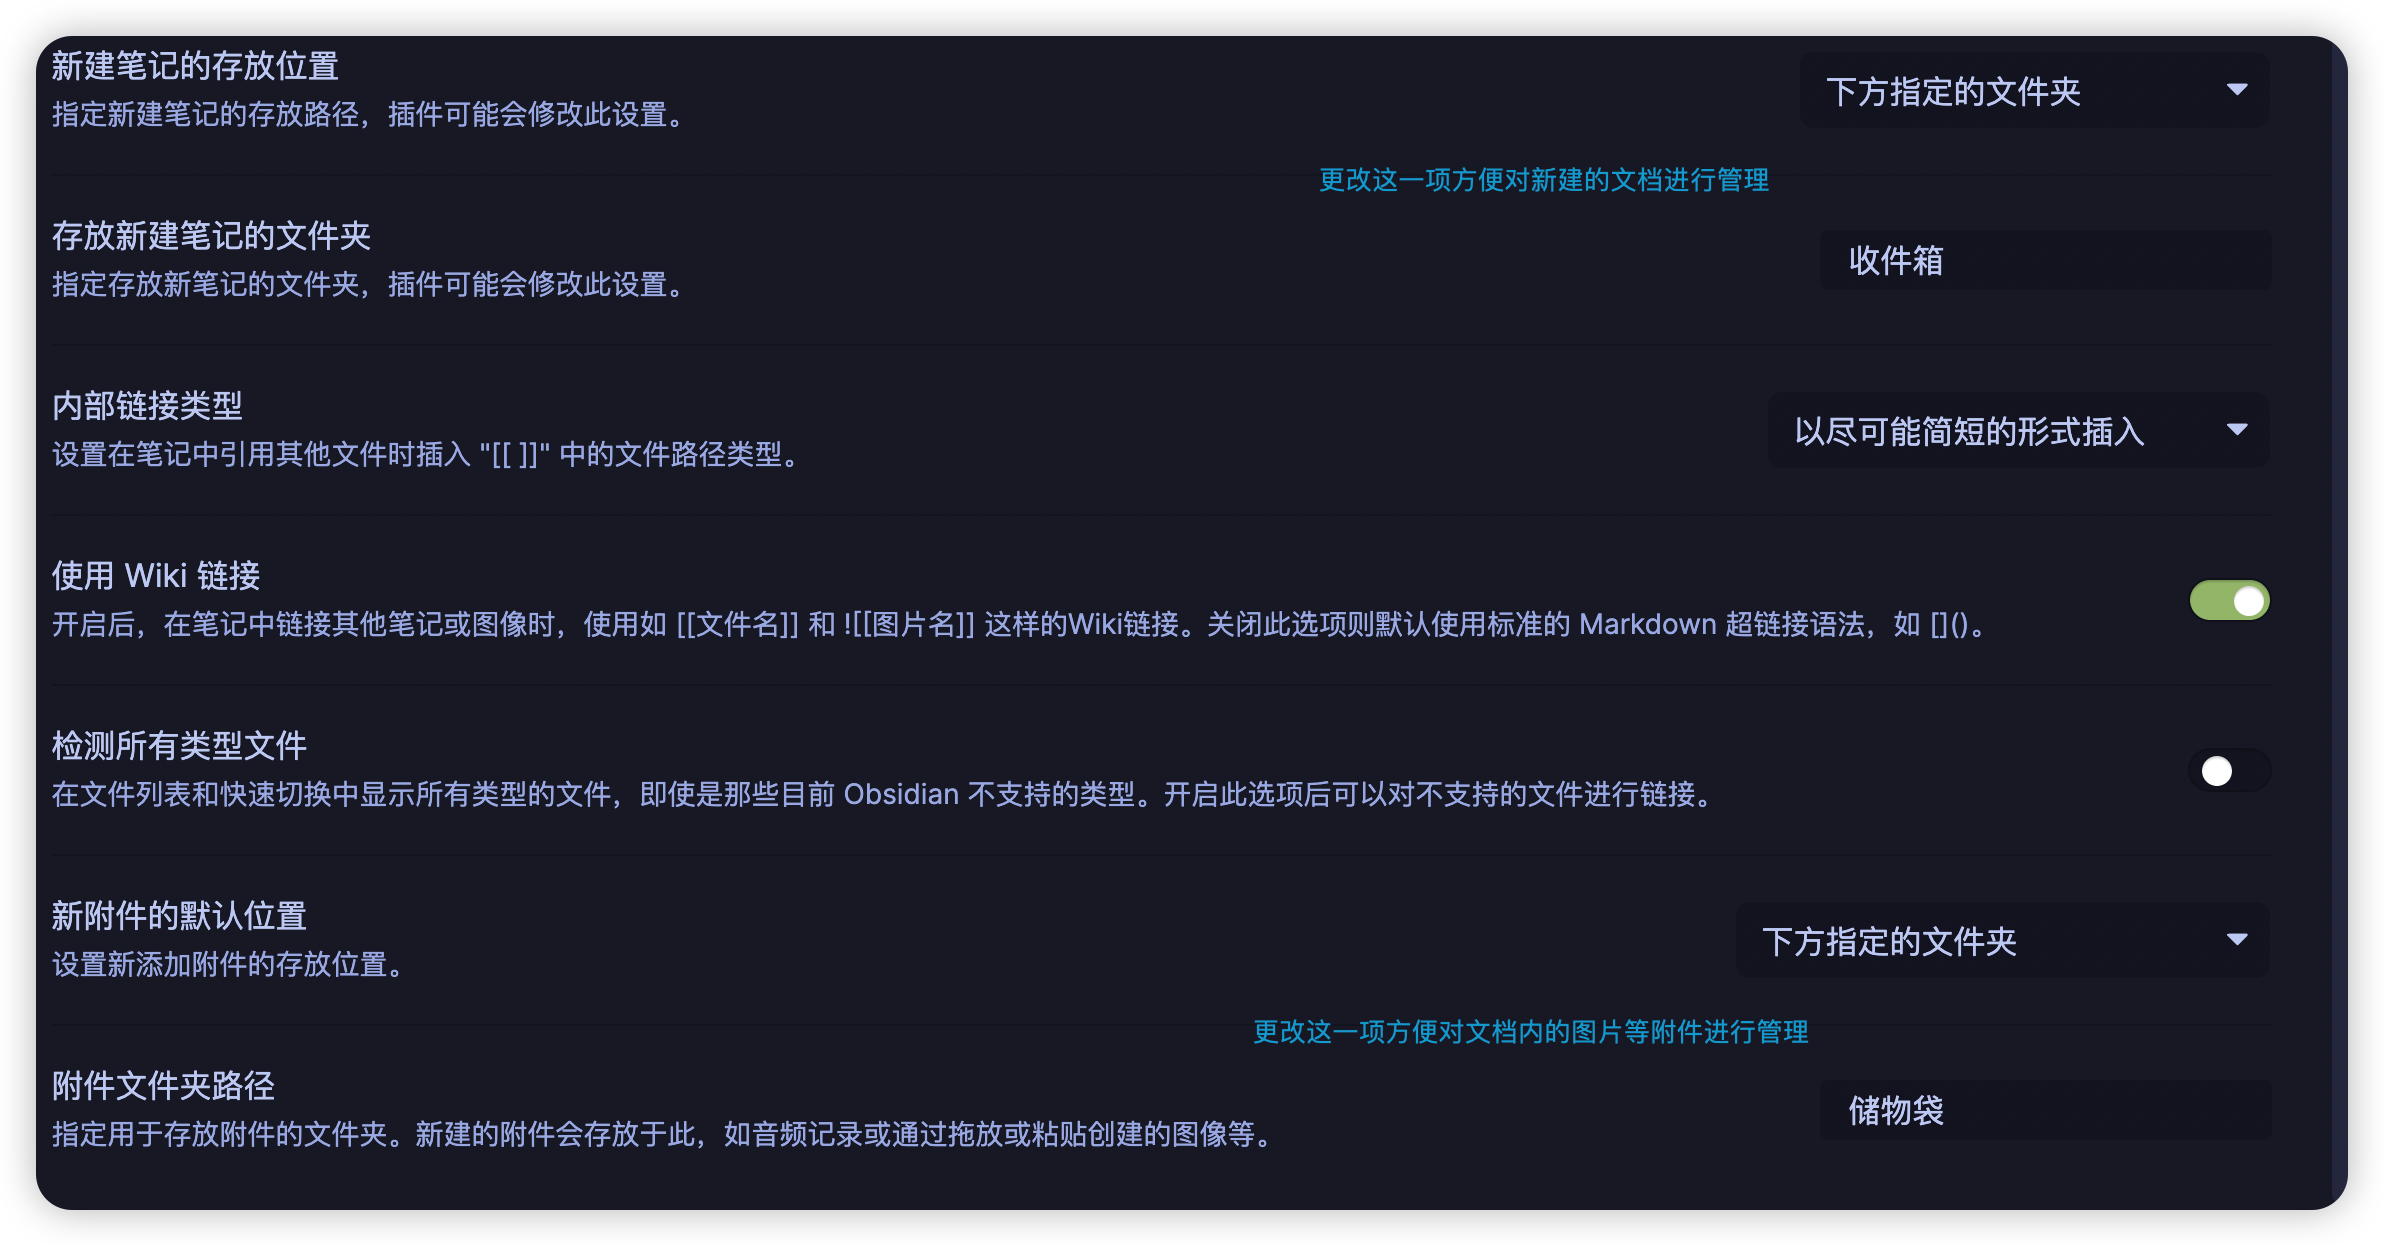 新建笔记的存放位置
指定新建笔记的存放路径，插件可能会修改此设置。
下方指定的文件夹
更改这一项方便对新建的文档进行管理
存放新建笔记的文件夹
指定存放新笔记的文件夹，插件可能会修改此设置。
收件箱
内部链接类型
设置在笔记中引用其他文件时插入 "[[ ]]" 中的文件路径类型。
以尽可能简短的形式插入
使用 Wiki 链接
开启后，在笔记中链接其他笔记或图像时，使用如 [[文件名]] 和 ![[图片名]] 这样的Wiki链接。关闭此选项则默认使用标准的 Markdown 超链接语法，如 []()。
检测所有类型文件
在文件列表和快速切换中显示所有类型的文件，即使是那些目前 Obsidian 不支持的类型。开启此选项后可以对不支持的文件进行链接。
新附件的默认位置
设置新添加附件的存放位置。
下方指定的文件夹
更改这一项方便对文档内的图片等附件进行管理
附件文件夹路径
指定用于存放附件的文件夹。新建的附件会存放于此，如音频记录或通过拖放或粘贴创建的图像等。
储物袋